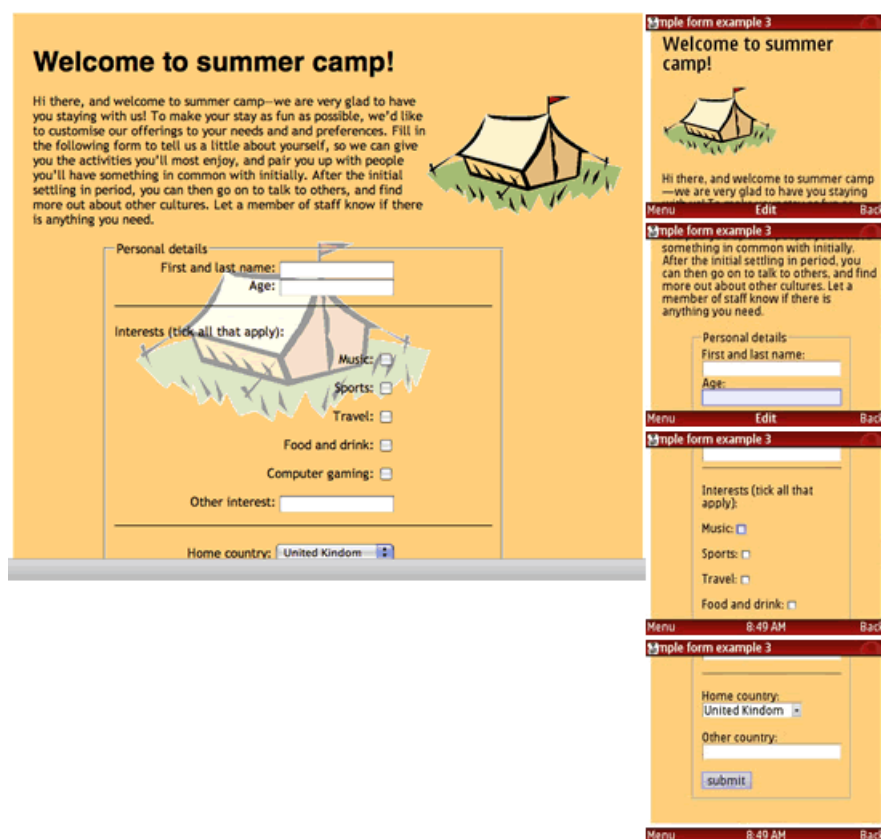 Welcome to summer camp!
Hi there, and welcome to summer camp—we are very glad to have
you staying with us! To make your stay as fun as possible, we'd like
to customise our offerings to your needs and and preferences. Fill in
the following form to tell us a little about yourself, so we can give
you the activities you'll most enjoy, and pair you up with people
you'll have something in common with initially. After the initial
settling in period, you can then go on to talk to others, and find
more out about other cultures. Let a member of staff know if there
is anything you need.
Personal details
First and last name:
Age:
Interests (tick all that apply):
Music:
Sports:
Travel:
Food and drink:
Computer gaming:
Other interest:
Home country: United Kindom
mple form example 3
Welcome to summer
camp!
Hi there, and welcome to summer camp
—we are very glad to have you staying
Menu Edit Back
mple form example 3
something in common with initially.
After the initial settling in period, you
can then go on to talk to others, and find
more out about other cultures. Let a
member of staff know if there is
anything you need.
Personal details
First and last name:
Age:
Menu Edit Back
mple form example 3
Interests (tick all that
apply):
Music:
Sports:
Travel:
Food and drink:
Menu 8:49 AM Back
mple form example 3
Home country:
United Kindom
Other country:
submit
Menu 8:49 AM Back